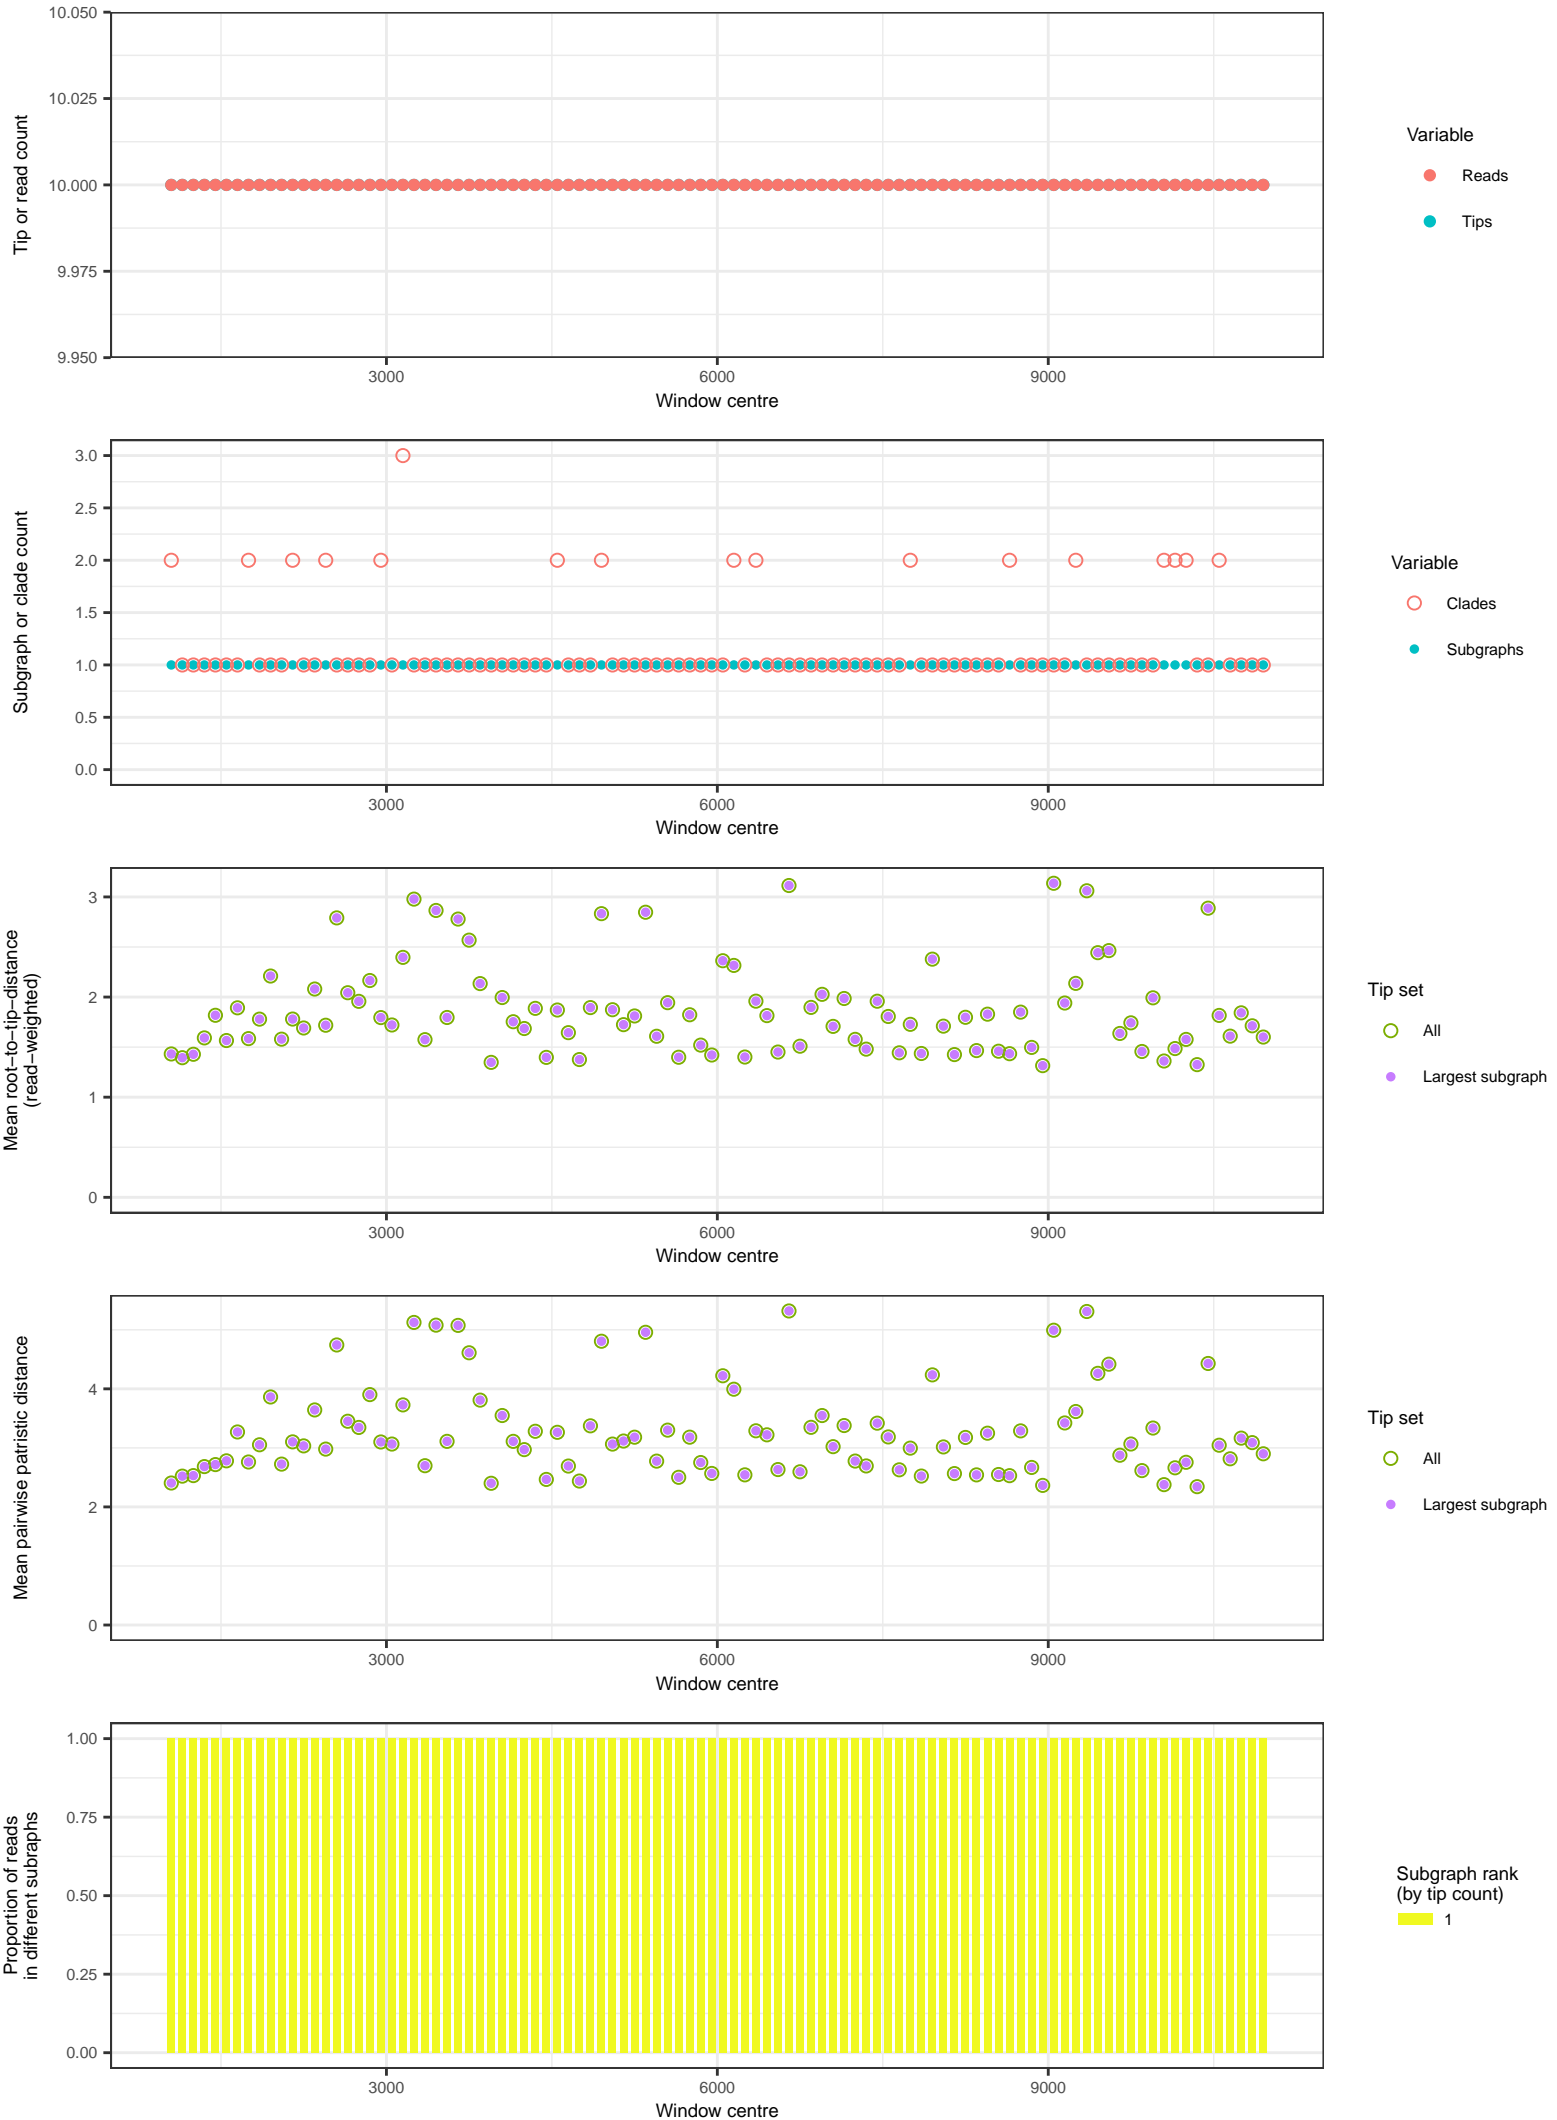 10.050
10.025
10.000
9.975
9.950
Tip or read count
3000
6000
9000
Window centre
Variable
Reads
Tips
3.0
2.5
2.0
1.5
1.0
0.5
0.0
Subgraph or clade count
3000
6000
9000
Window centre
Variable
Clades
Subgraphs
3
2
1
0
Mean root−to−tip−distance
(read−weighted)
3000
6000
9000
Window centre
Tip set
All
Largest subgraph
4
2
0
Mean pairwise patristic distance
3000
6000
9000
Window centre
Tip set
All
Largest subgraph
1.00
0.75
0.50
0.25
0.00
Proportion of reads
in different subraphs
3000
6000
9000
Window centre
Subgraph rank
(by tip count)
1